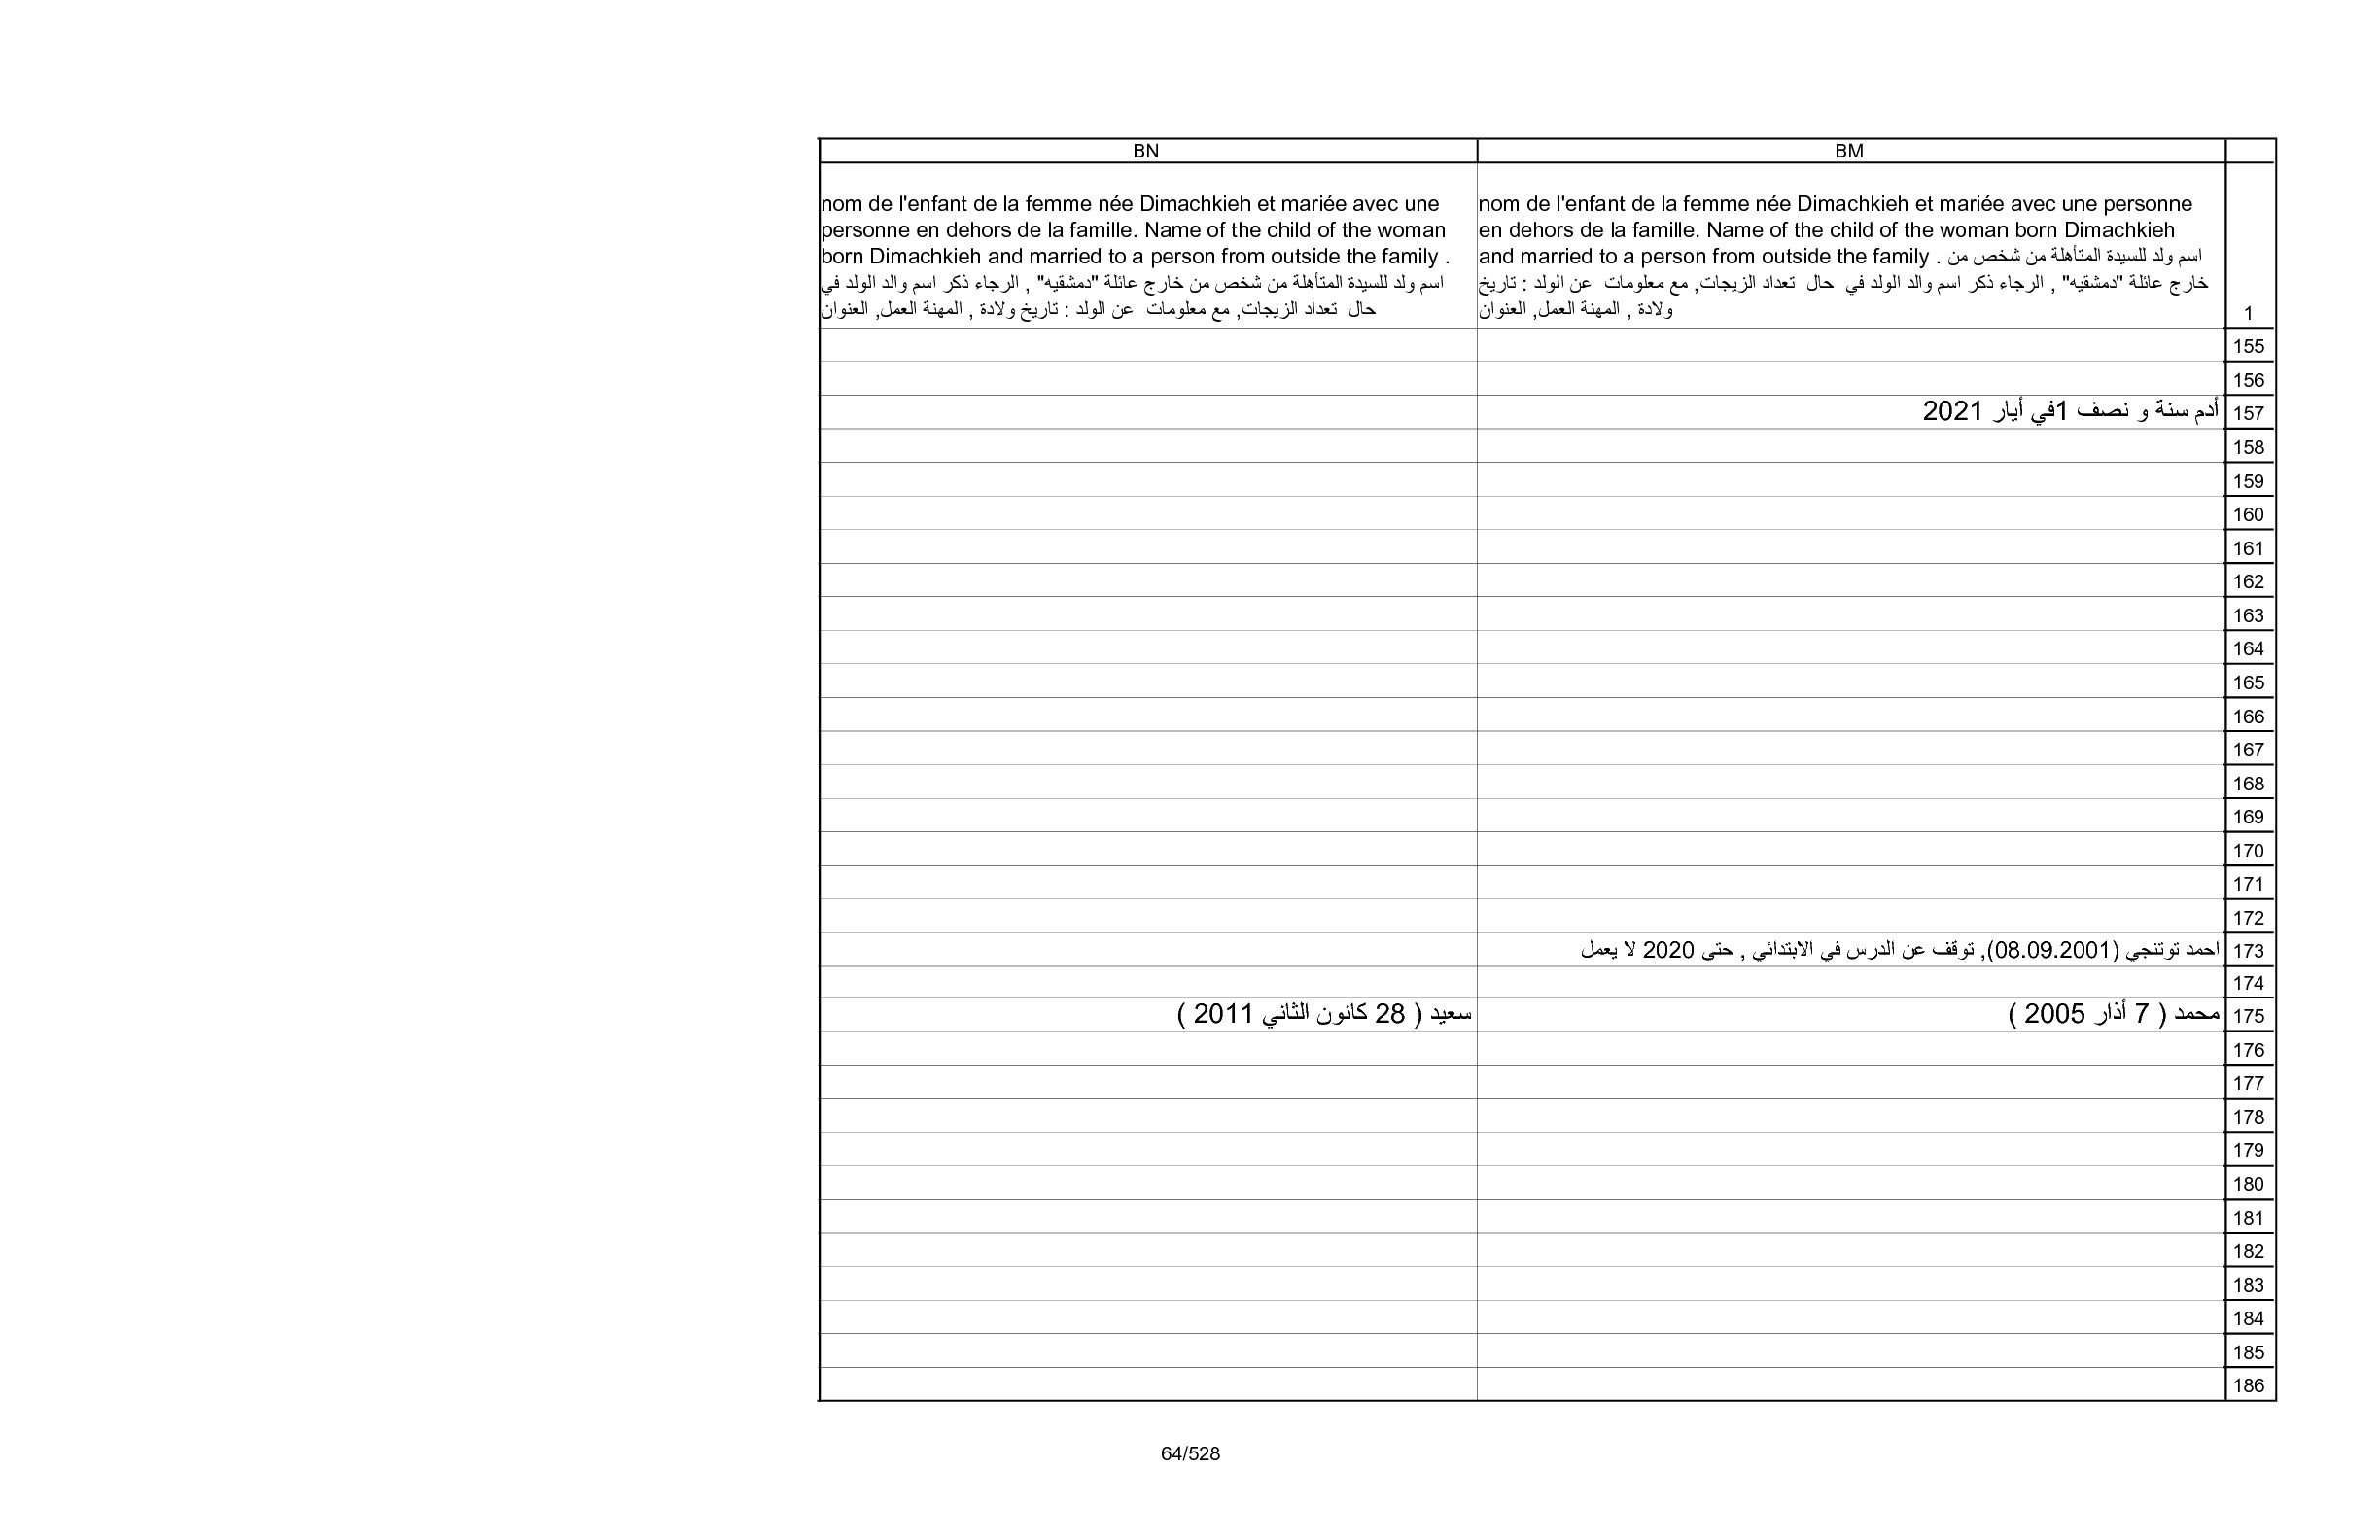 BM
BN
nom de l'enfant de la femme née Dimachkieh et mariée avec une personne
en dehors de la famille. Name of the child of the woman born Dimachkieh
and married to a person from outside the family . اسم ولد للسيدة المتأهلة من شخص من
خارج عائلة "دمشقيه" , الرجاء ذكر اسم والد الولد في حال تعداد الزيجات, مع معلومات عن الولد : تاريخ
ولادة , المهنة العمل, العنوان
nom de l'enfant de la femme née Dimachkieh et mariée avec une
personne en dehors de la famille. Name of the child of the woman
born Dimachkieh and married to a person from outside the family .
اسم ولد للسيدة المتأهلة من شخص من خارج عائلة "دمشقيه" , الرجاء ذكر اسم والد الولد في
حال تعداد الزيجات, مع معلومات عن الولد : تاريخ ولادة , المهنة العمل, العنوان
1
155
156
157 أدم سنة و نصف 1في أيار 2021
158
159
160
161
162
163
164
165
166
167
168
169
170
171
172
173 احمد توتنجي (08.09.2001), توقف عن الدرس في الابتدائي , حتى 2020 لا يعمل
174
175 محمد ( 7 أذار 2005 ) سعيد ( 28 كانون الثاني 2011 )
176
177
178
179
180
181
182
183
184
185
186
64/528